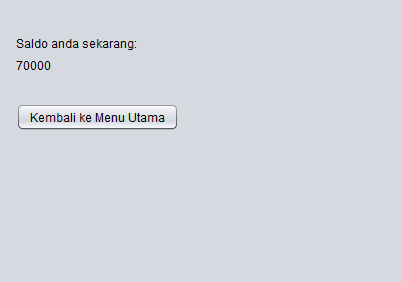 Saldo anda sekarang:
70000
Kembali ke Menu Utama